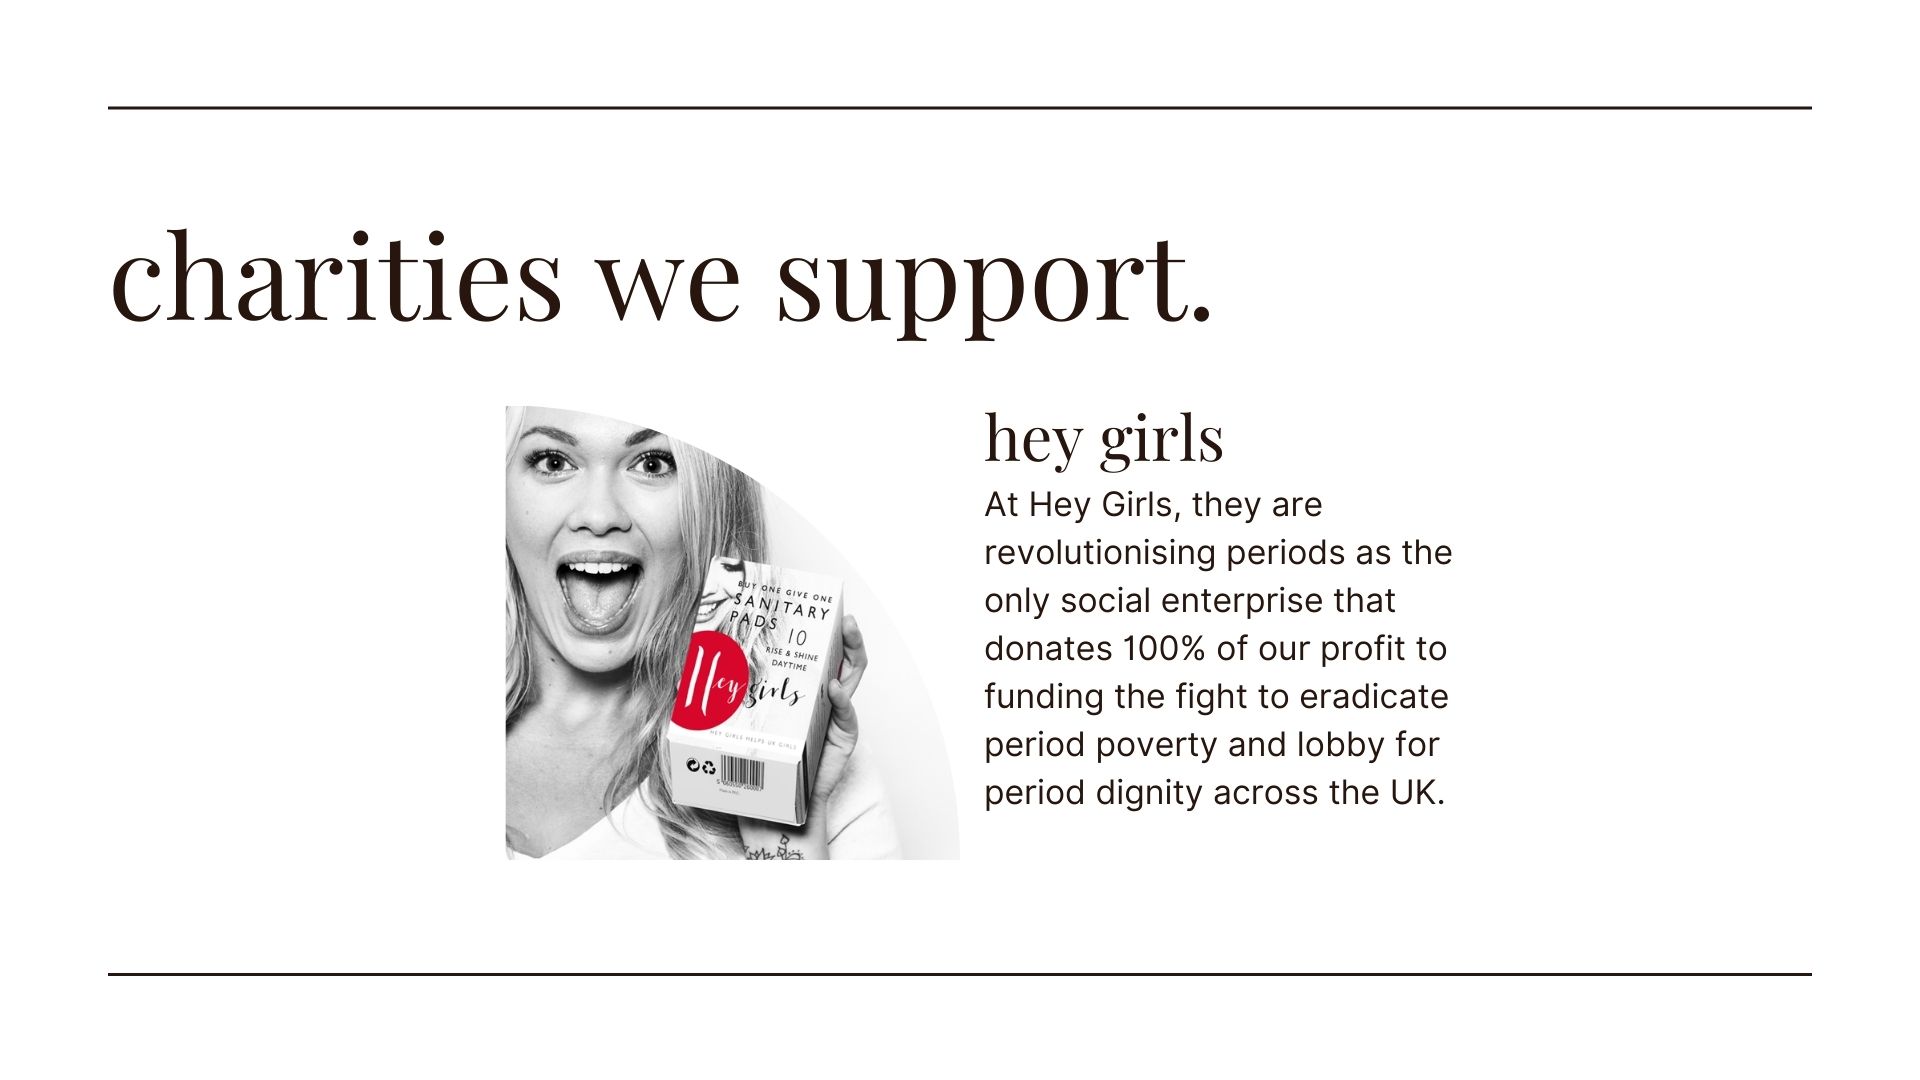 charities we support.
hey girls
At Hey Girls, they are
revolutionising periods as the
only social enterprise that
donates 100% of our profit to
funding the fight to eradicate
period poverty and lobby for
period dignity across the UK.
BUY ONE GIVE ONE
SANITARY
PADS 10
RISE & SHINE
DAYTIME
Hey girls
HEY GIRLS HELPS UK GIRLS